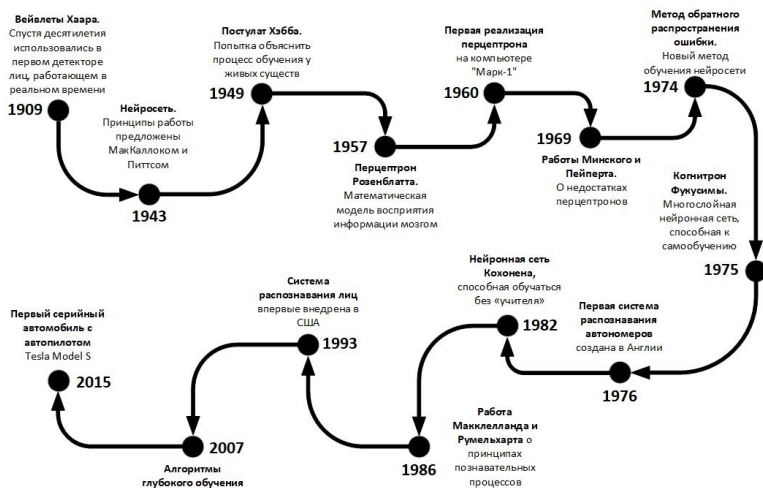 Вейвлеты Хаара.
Спустя десятилетия
использовались в
первом детекторе
лиц, работающем в
реальном времени
1909
Нейросеть.
Принципы работы
предложены
МакКаллоком и
Питтсом
1943
Постулат Хэбба.
Попытка объяснить
процесс обучения у
живых существ
1949
1957
Перцептрон
Розенблатта.
Математическая
модель восприятия
информации мозгом
Первая реализация
перцептрона
на компьютере
"Марк-1"
1960
1969
Работы Минского и
Пейперта.
О недостатках
перцептронов
Метод обратного
распространения
ошибки.
Новый метод
обучения нейросети
1974
Когнитрон
Фукусимы.
Многослойная
нейронная сеть,
способная к
самообучению
1975
Первая система
распознавания
автономеров
создана в Англии
1976
Нейронная сеть
Кохонена,
способная обучаться
без «учителя»
1982
Работа
Макклелланда и
Румельхарта о
принципах
познавательных
процессов
1986
Система
распознавания лиц
впервые внедрена в
США
1993
2007
Алгоритмы
глубокого обучения
Первый серийный
автомобиль с
автопилотом
Tesla Model S
2015